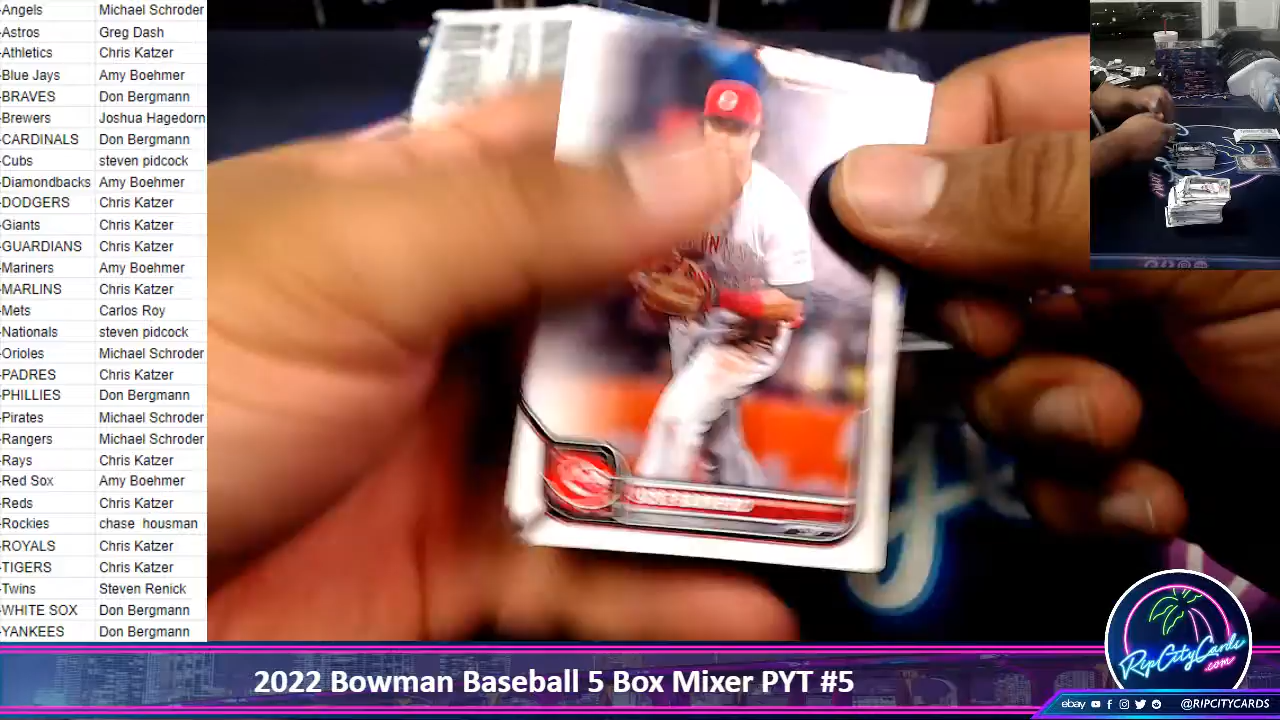 -Angels Michael Schroder
-Astros Greg Dash
-Athletics Chris Katzer
-Blue Jays Amy Boehmer
-BRAVES Don Bergmann
-Brewers Joshua Hagedorn
-CARDINALS Don Bergmann
-Cubs steven pidcock
-Diamondbacks Amy Boehmer
-DODGERS Chris Katzer
-Giants Chris Katzer
-GUARDIANS Chris Katzer
-Mariners Amy Boehmer
-MARLINS Chris Katzer
-Mets Carlos Roy
-Nationals steven pidcock
-Orioles Michael Schroder
-PADRES Chris Katzer
-PHILLIES Don Bergmann
-Pirates Michael Schroder
-Rangers Michael Schroder
-Rays Chris Katzer
-Red Sox Amy Boehmer
-Reds Chris Katzer
-Rockies chase housman
-ROYALS Chris Katzer
-TIGERS Chris Katzer
-Twins Steven Renick
-WHITE SOX Don Bergmann
-YANKEES Don Bergmann
RipCityCards
.com
2022 Bowman Baseball 5 Box Mixer PYT #5
ebay @RIPCITYCARDS